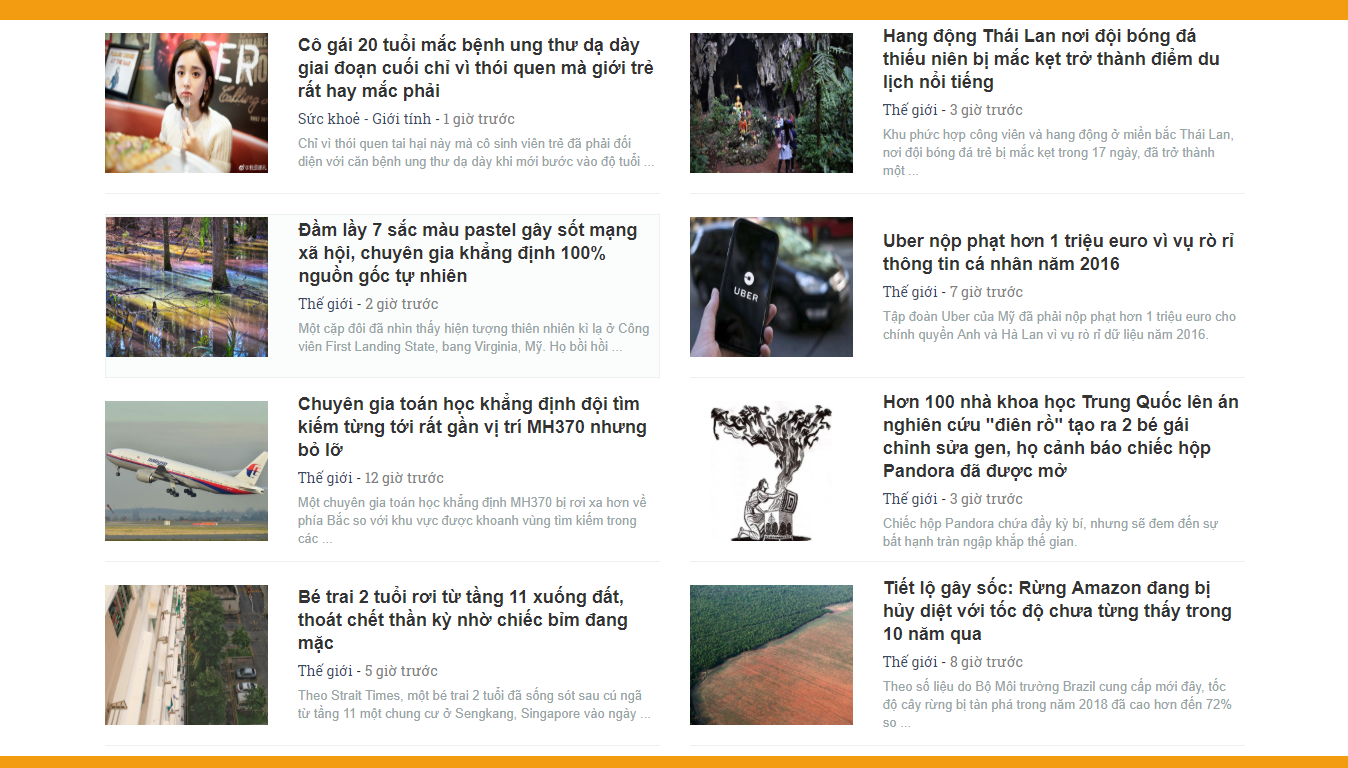 Cô gái 20 tuổi mắc bệnh ung thư dạ dày
giai đoạn cuối chỉ vì thói quen mà giới trẻ
rất hay mắc phải
Sức khoẻ - Giới tính - 1 giờ trước
Chỉ vì thói quen tai hại này mà cô sinh viên trẻ đã phải đối
diện với căn bệnh ung thư dạ dày khi mới bước vào độ tuổi ...
Hang động Thái Lan nơi đội bóng đá
thiếu niên bị mắc kẹt trở thành điểm du
lịch nổi tiếng
Thế giới - 3 giờ trước
Khu phức hợp công viên và hang động ở miền bắc Thái Lan,
nơi đội bóng đá trẻ bị mắc kẹt trong 17 ngày, đã trở thành
một ...
Đầm lầy 7 sắc màu pastel gây sốt mạng
xã hội, chuyên gia khẳng định 100%
nguồn gốc tự nhiên
Thế giới - 2 giờ trước
Một cặp đôi đã nhìn thấy hiện tượng thiên nhiên kì lạ ở Công
viên First Landing State, bang Virginia, Mỹ. Họ bồi hồi ...
UBER
Uber nộp phạt hơn 1 triệu euro vì vụ rò rỉ
thông tin cá nhân năm 2016
Thế giới - 7 giờ trước
Tập đoàn Uber của Mỹ đã phải nộp phạt hơn 1 triệu euro cho
chính quyền Anh và Hà Lan vì vụ rò rỉ dữ liệu năm 2016.
Chuyên gia toán học khẳng định đội tìm
kiếm từng tới rất gần vị trí MH370 nhưng
bỏ lỡ
Thế giới - 12 giờ trước
Một chuyên gia toán học khẳng định MH370 bị rơi xa hơn về
phía Bắc so với khu vực được khoanh vùng tìm kiếm trong
các ...
Hơn 100 nhà khoa học Trung Quốc lên án
nghiên cứu "điên rồ" tạo ra 2 bé gái
chỉnh sửa gen, họ cảnh báo chiếc hộp
Pandora đã được mở
Thế giới - 3 giờ trước
Chiếc hộp Pandora chứa đầy kỳ bí, nhưng sẽ đem đến sự
bất hạnh tràn ngập khắp thế gian.
Bé trai 2 tuổi rơi từ tầng 11 xuống đất,
thoát chết thần kỳ nhờ chiếc bỉm đang
mặc
Thế giới - 5 giờ trước
Theo Strait Times, một bé trai 2 tuổi đã sống sót sau cú ngã
từ tầng 11 một chung cư ở Sengkang, Singapore vào ngày ...
Tiết lộ gây sốc: Rừng Amazon đang bị
hủy diệt với tốc độ chưa từng thấy trong
10 năm qua
Thế giới - 8 giờ trước
Theo số liệu do Bộ Môi trường Brazil cung cấp mới đây, tốc
độ cây rừng bị tàn phá trong năm 2018 đã cao hơn đến 72%
so ...